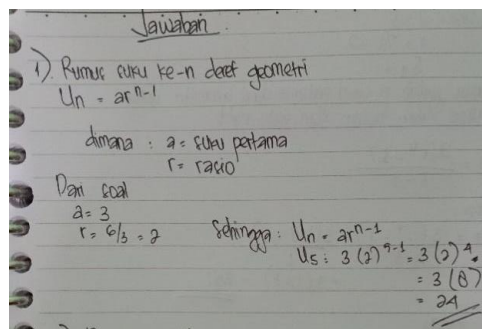 Jawaban.
1) Rumus suku ke-n deret geometri
Un = ar^n-1
dimana : a = suku pertama
r = rasio
Dari soal
a = 3
r = 6/3 = 2
Sehingga : Un = ar^n-1
U5 : 3 (2)^9-1 = 3 (2)^4.
= 3 (8)
= 24